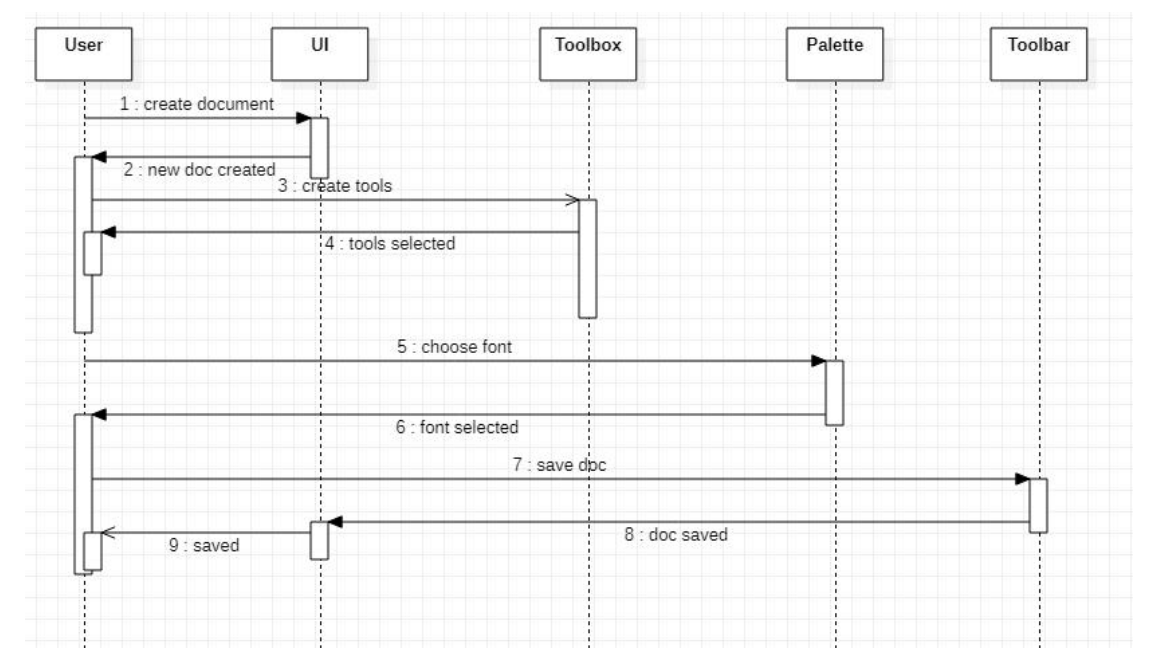 User
UI
Toolbox
Palette
Toolbar
1 : create document
2 : new doc created
3 : create tools
4 : tools selected
5 : choose font
6 : font selected
7 : save doc
8 : doc saved
9 : saved